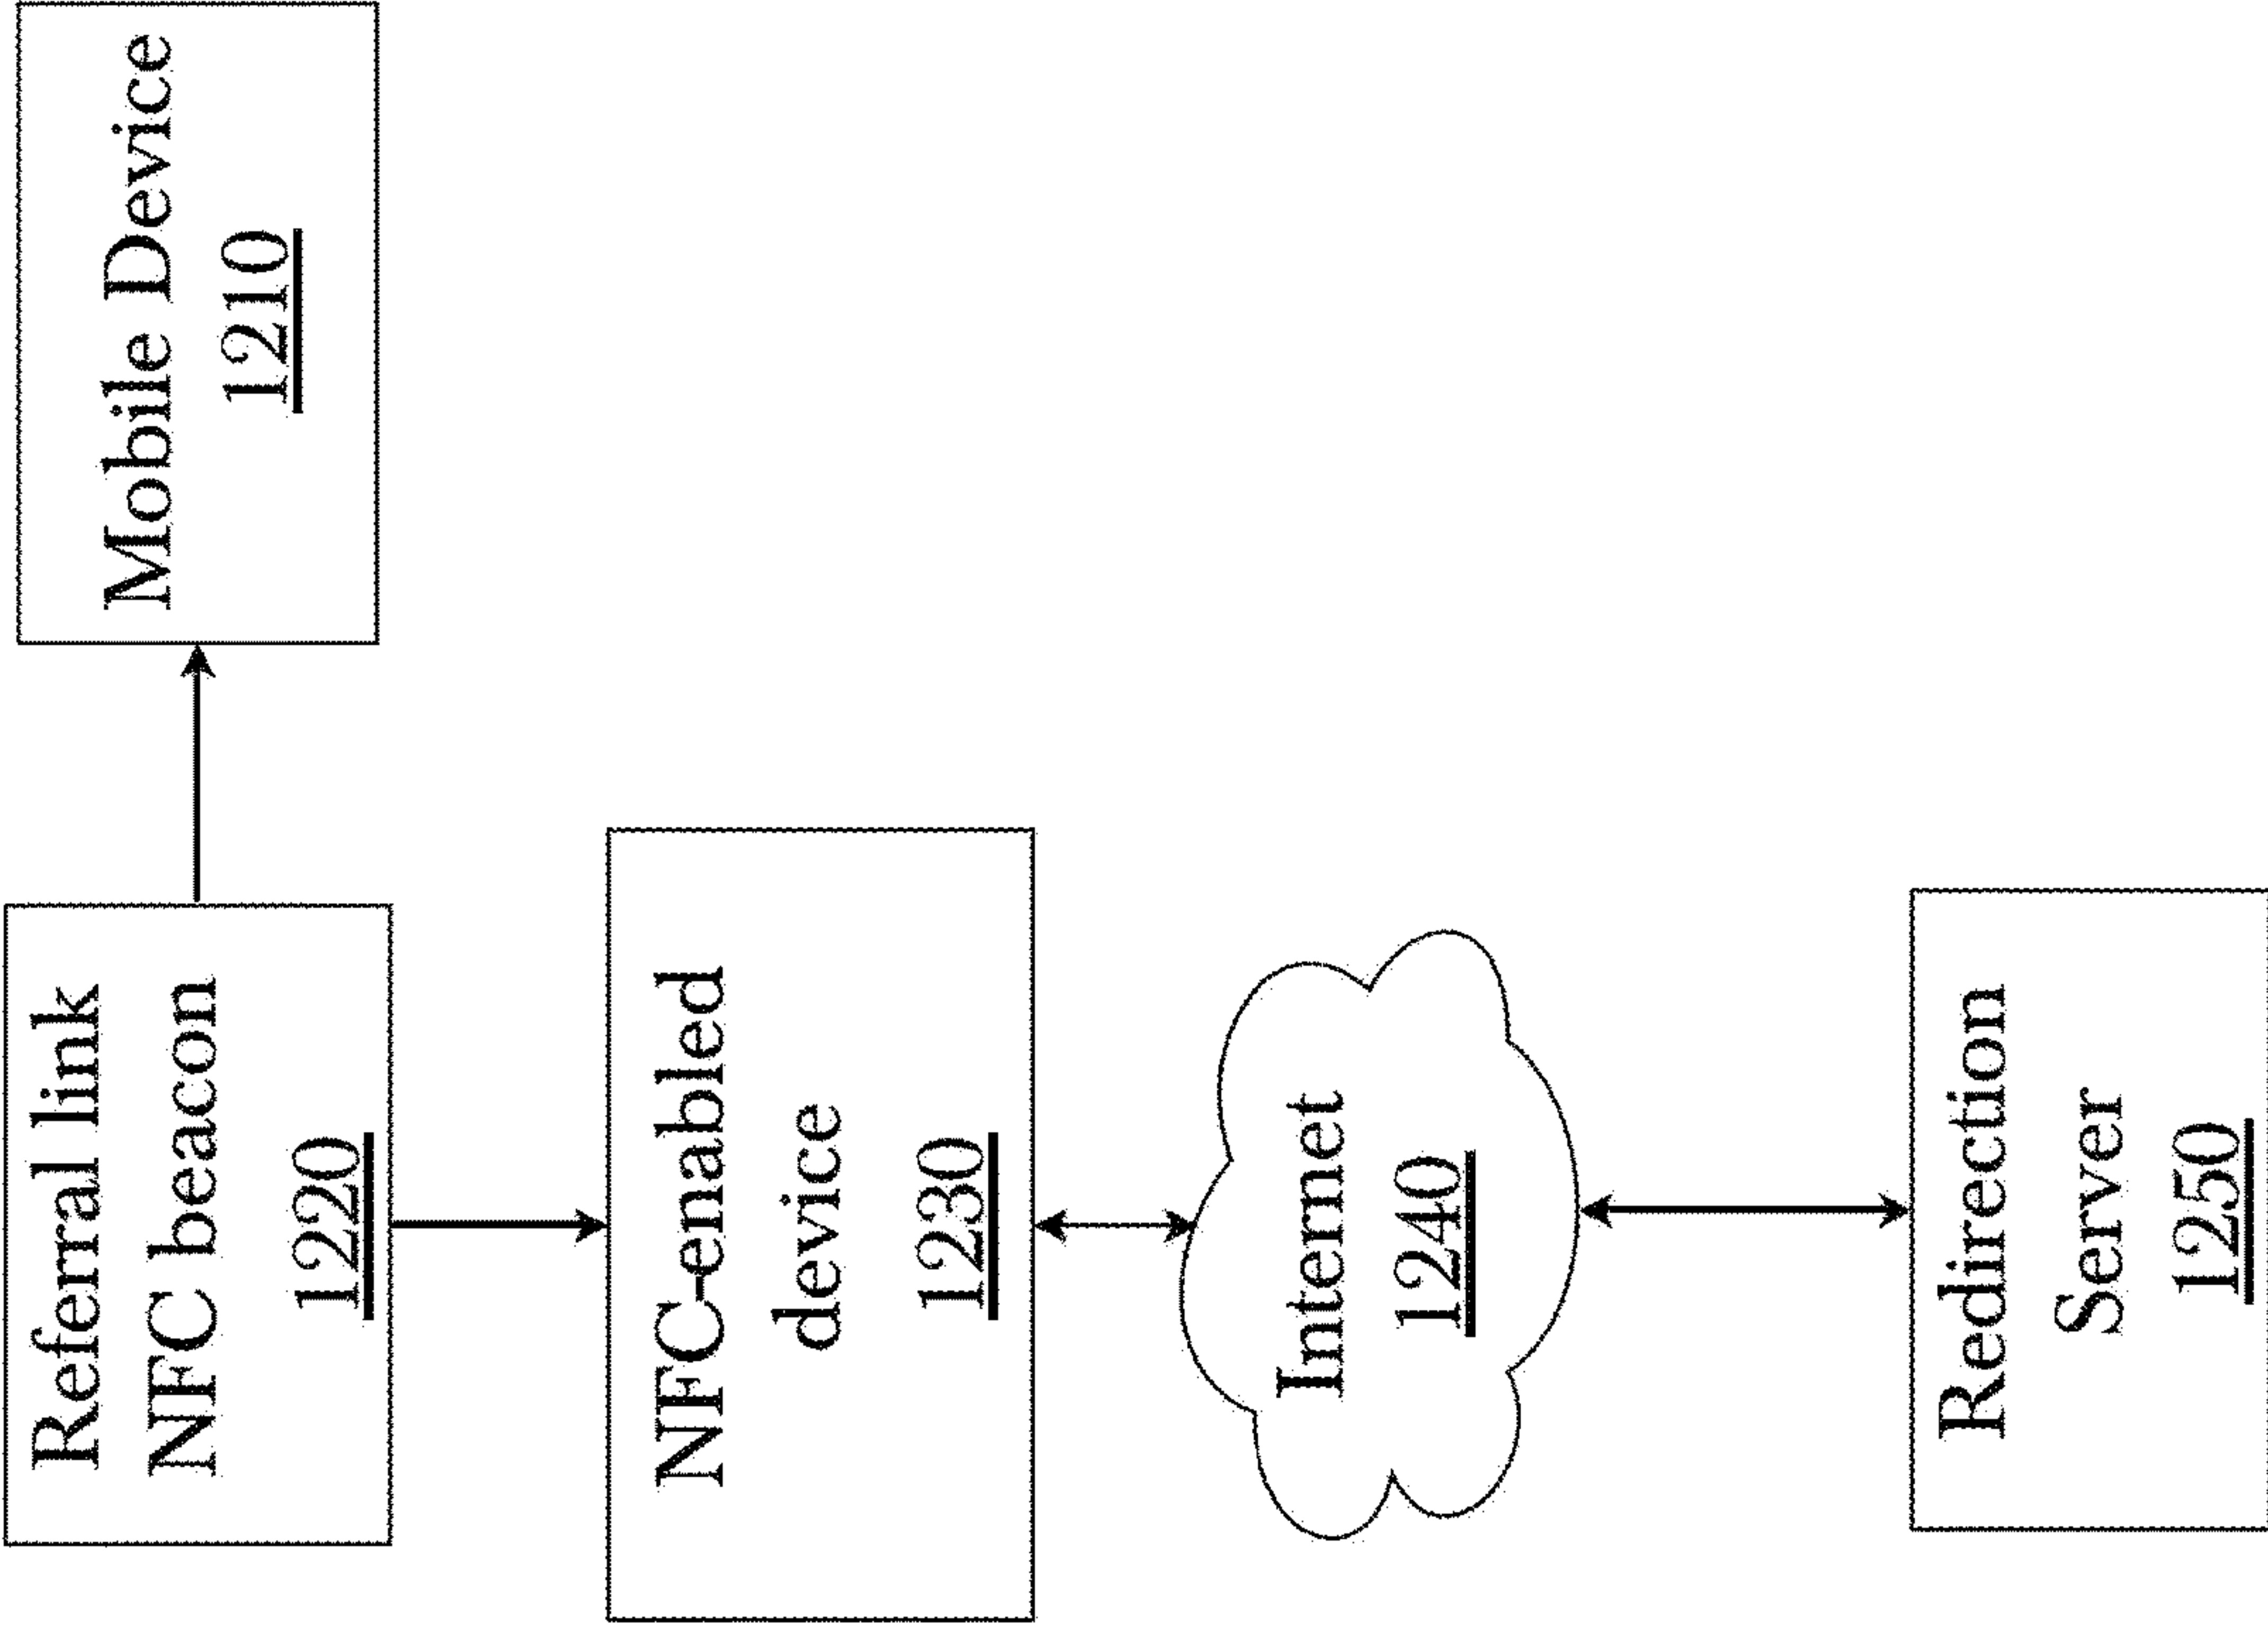 Referral link
NFC beacon
1220
Mobile Device
1210
NFC-enabled
device
1230
Internet
1240
Redirection
Server
1250